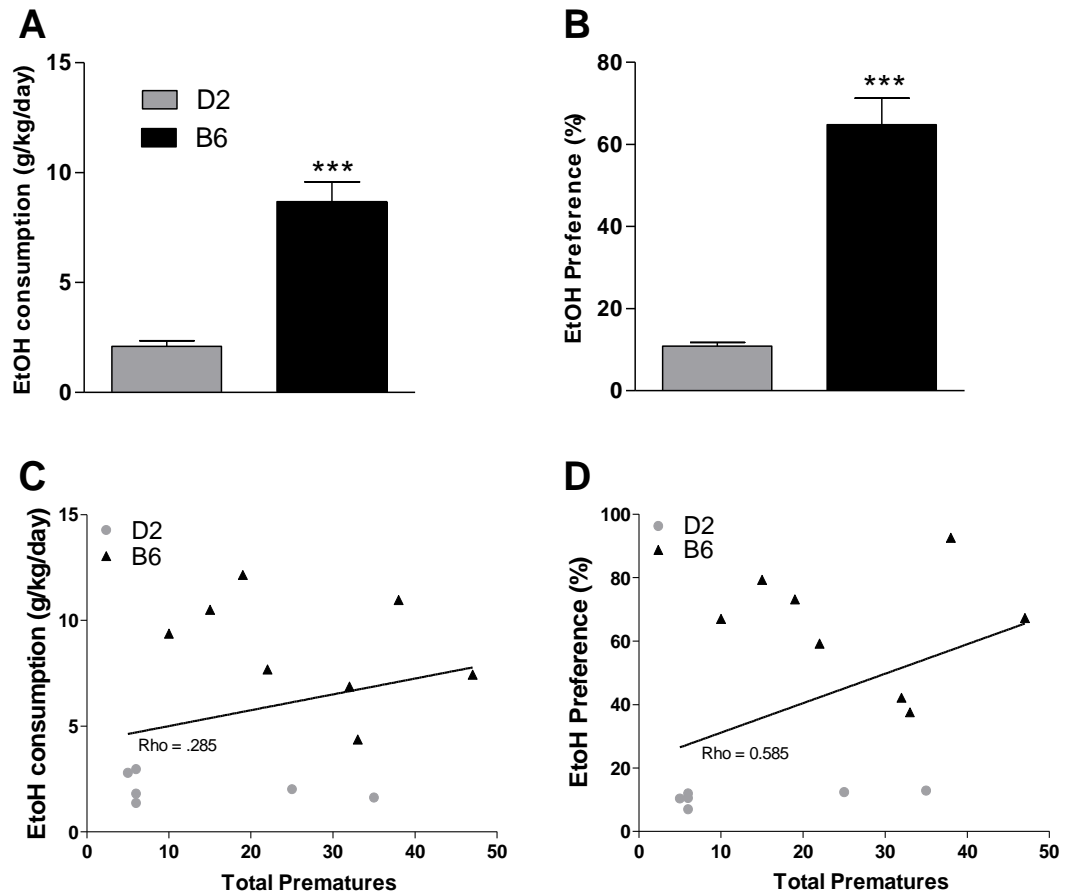 A
EtOH consumption (g/kg/day)
15
10
5
0
D2
B6
***
B
EtOH Preference (%)
80
60
40
20
0
***
C
EtoH consumption (g/kg/day)
15
10
5
0
D2
B6
Rho = .285
0 10 20 30 40 50
Total Prematures
D
EtoH Preference (%)
100
80
60
40
20
0
D2
B6
Rho = 0.585
0 10 20 30 40 50
Total Prematures